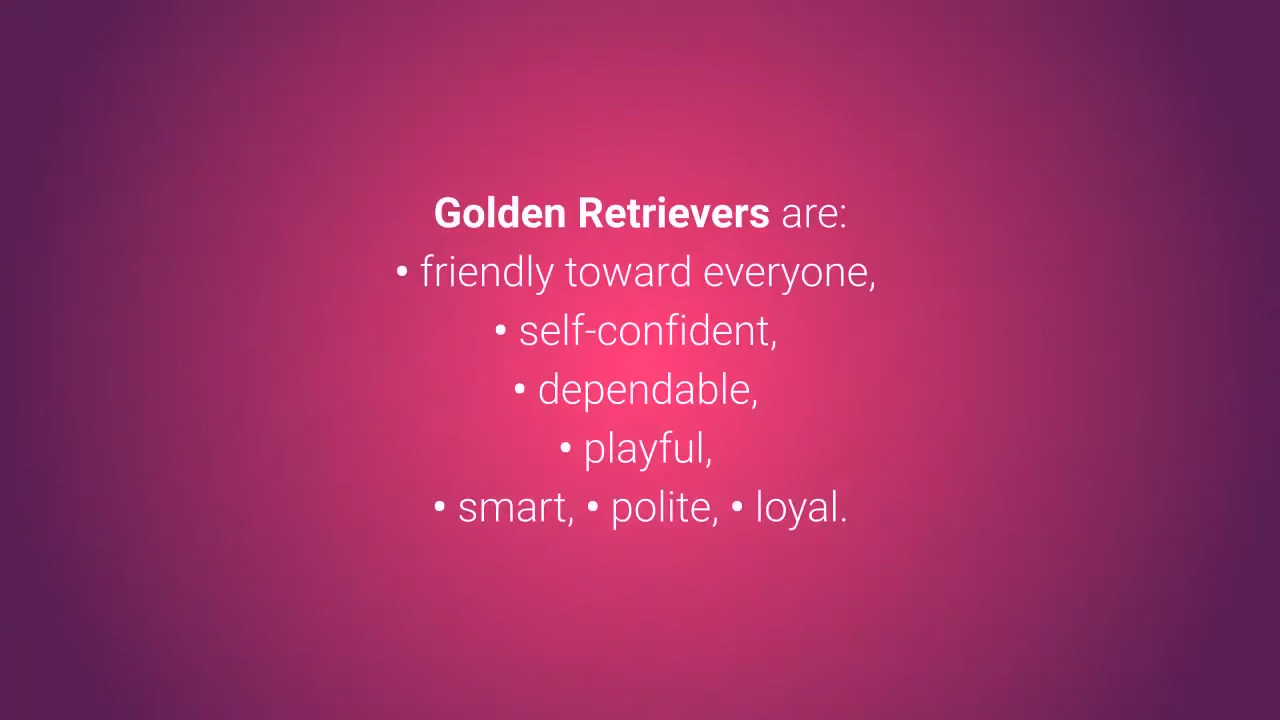 Golden Retrievers are:
• friendly toward everyone,
• self-confident,
• dependable,
• playful,
• smart, • polite, • loyal.